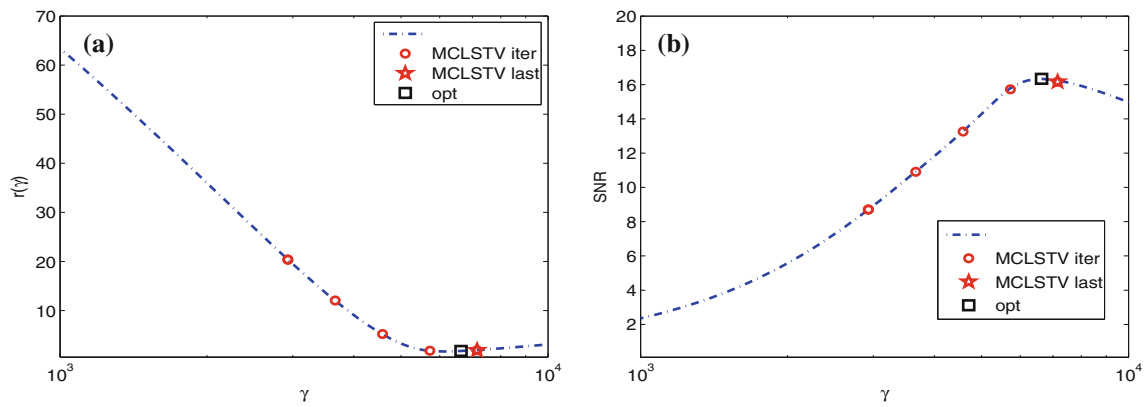 (a)
70
60
50
40
30
20
10
r(γ)
10³
10⁴
γ
MCLSTV iter
MCLSTV last
opt
(b)
20
18
16
14
12
10
8
6
4
2
SNR
10³
10⁴
γ
MCLSTV iter
MCLSTV last
opt